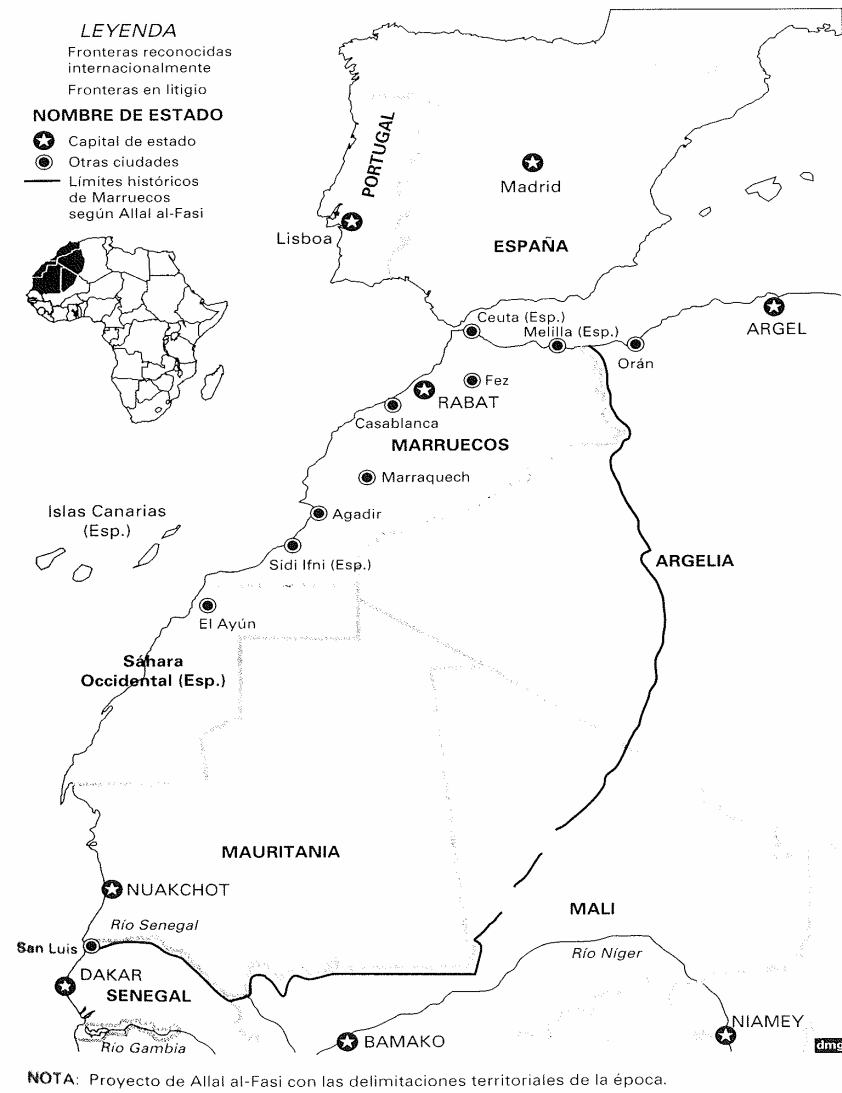 LEYENDA
Fronteras reconocidas
internacionalmente
Fronteras en litigio
NOMBRE DE ESTADO
Capital de estado
Otras ciudades
Límites históricos
de Marruecos
según Allal al-Fasi
PORTUGAL
Madrid
Lisboa
ESPAÑA
Ceuta (Esp.)
Melilla (Esp.)
ARGEL
Orán
Fez
RABAT
Casablanca
MARRUECOS
Marraquech
Islas Canarias
(Esp.)
Agadir
Sidi Ifni (Esp.)
ARGELIA
El Ayún
Sáhara
Occidental (Esp.)
MAURITANIA
NUAKCHOT
MALI
Río Senegal
San Luis
Río Níger
DAKAR
SENEGAL
NIAMEY
BAMAKO
Río Gambia
dmg
NOTA: Proyecto de Allal al-Fasi con las delimitaciones territoriales de la época.